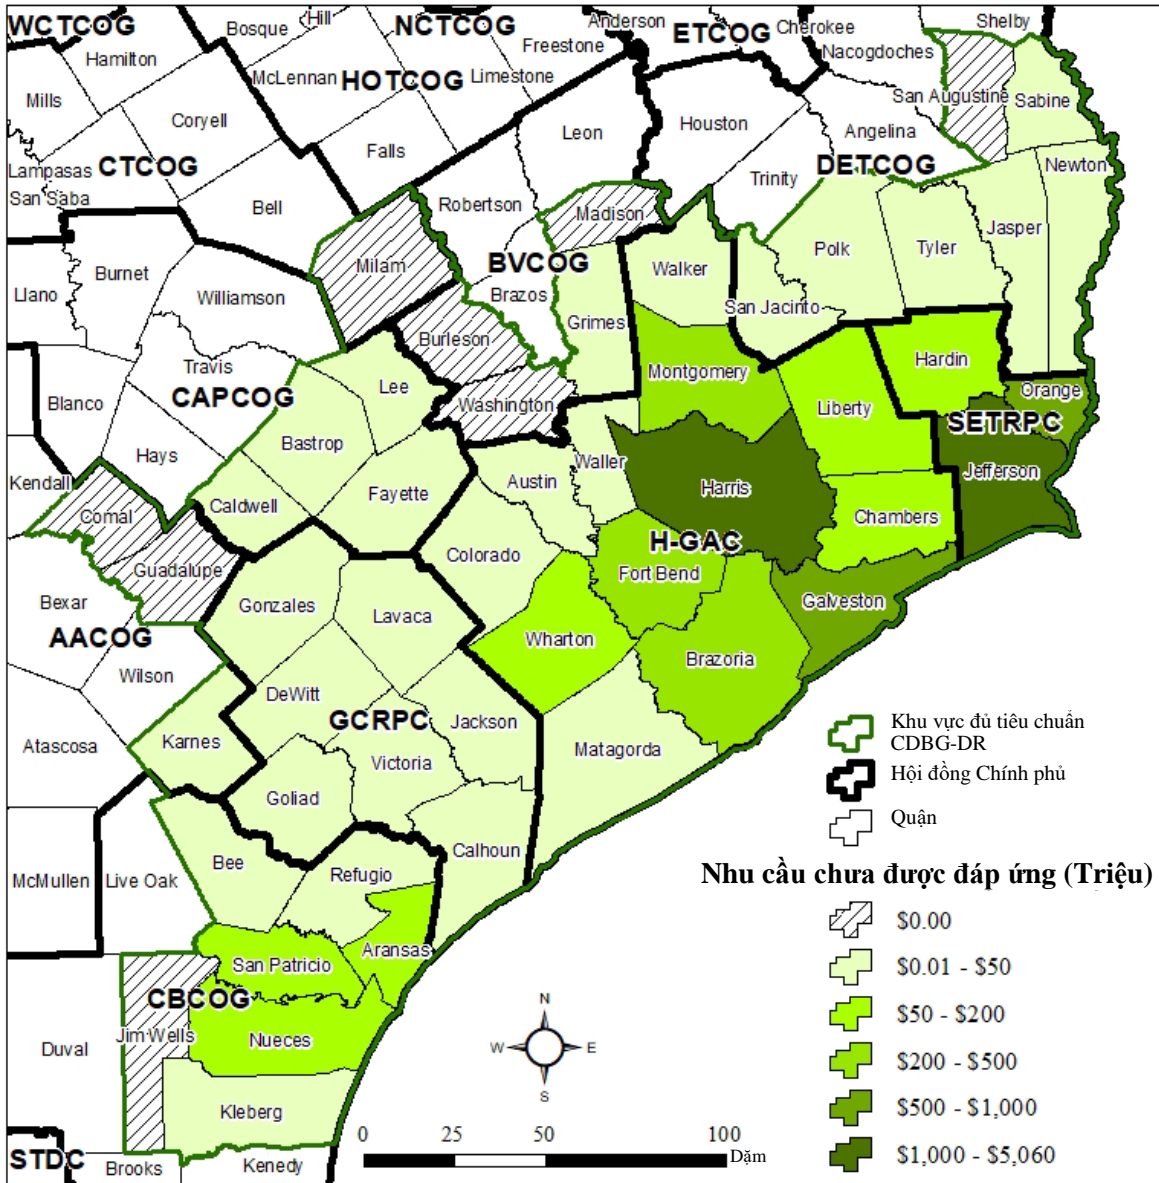 WCTCOG
Bosque
Hill
NCTCOG
Anderson
ETCOG
Cherokee
Shelby
Hamilton
Freestone
Nacogdoches
McLennan
HOTCOG
Limestone
Mills
San Augustine
Sabine
Coryell
Leon
Houston
Angelina
Falls
Lampasas
CTCOG
Trinity
DETCOG
Newton
San Saba
Bell
Robertson
Madison
Jasper
Polk
Tyler
Milam
BVCOG
Walker
Burnet
Llano
Williamson
Brazos
San Jacinto
Grimes
Burleson
Hardin
Travis
Montgomery
Lee
Orange
Blanco
CAPCOG
Washington
Liberty
SETRPC
Bastrop
Hays
Waller
Jefferson
Kendall
Austin
Harris
Fayette
Caldwell
Comal
Chambers
H-GAC
Colorado
Guadalupe
Fort Bend
Bexar
Gonzales
Galveston
Lavaca
AACOG
Wharton
Brazoria
Wilson
DeWitt
GCRPC
Jackson
Karnes
Atascosa
Matagorda
Victoria
Goliad
Calhoun
Bee
Refugio
McMullen
Live Oak
Aransas
San Patricio
CBCOG
Jim Wells
Nueces
Duval
Kleberg
STDC
Brooks
Kenedy
N
W
E
S
0
25
50
100
Dặm
Khu vực đủ tiêu chuẩn
CDBG-DR
Hội đồng Chính phủ
Quận
Nhu cầu chưa được đáp ứng (Triệu)
$0.00
$0.01 - $50
$50 - $200
$200 - $500
$500 - $1,000
$1,000 - $5,060